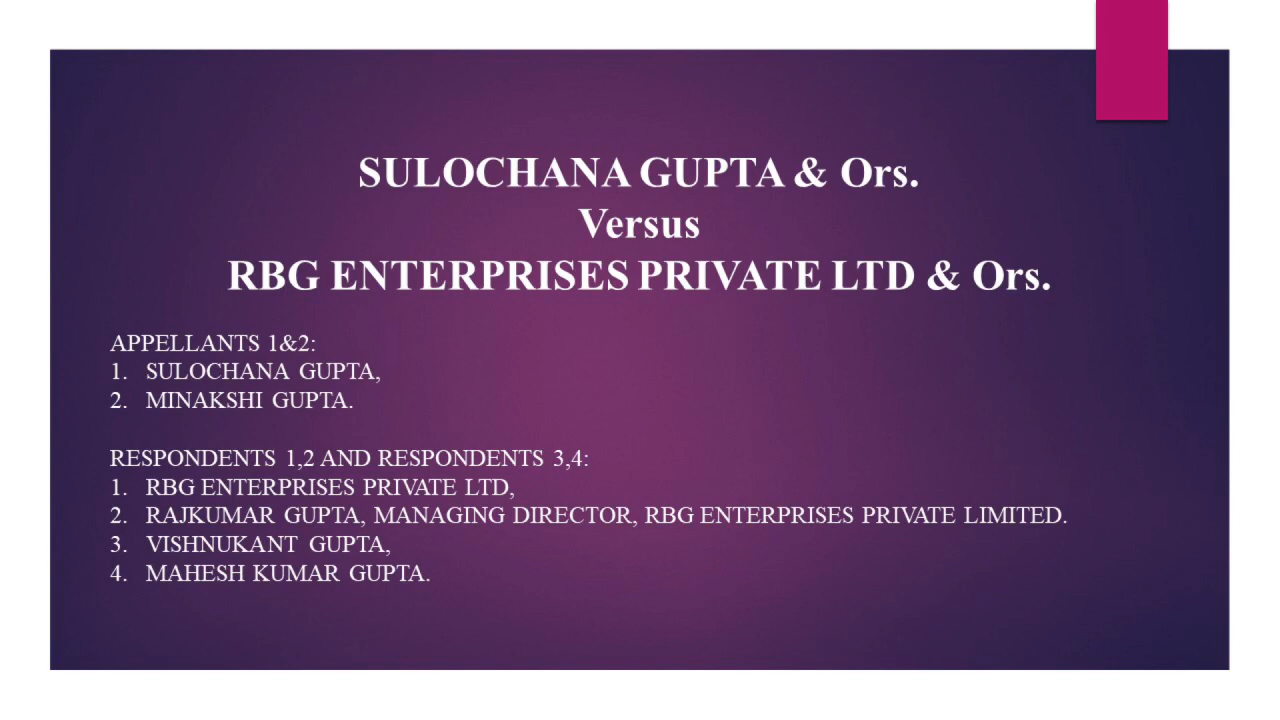 SULOCHANA GUPTA & Ors.
Versus
RBG ENTERPRISES PRIVATE LTD & Ors.
APPELLANTS 1&2:
1. SULOCHANA GUPTA,
2. MINAKSHI GUPTA.
RESPONDENTS 1,2 AND RESPONDENTS 3,4:
1. RBG ENTERPRISES PRIVATE LTD,
2. RAJKUMAR GUPTA, MANAGING DIRECTOR, RBG ENTERPRISES PRIVATE LIMITED.
3. VISHNUKANT GUPTA,
4. MAHESH KUMAR GUPTA.